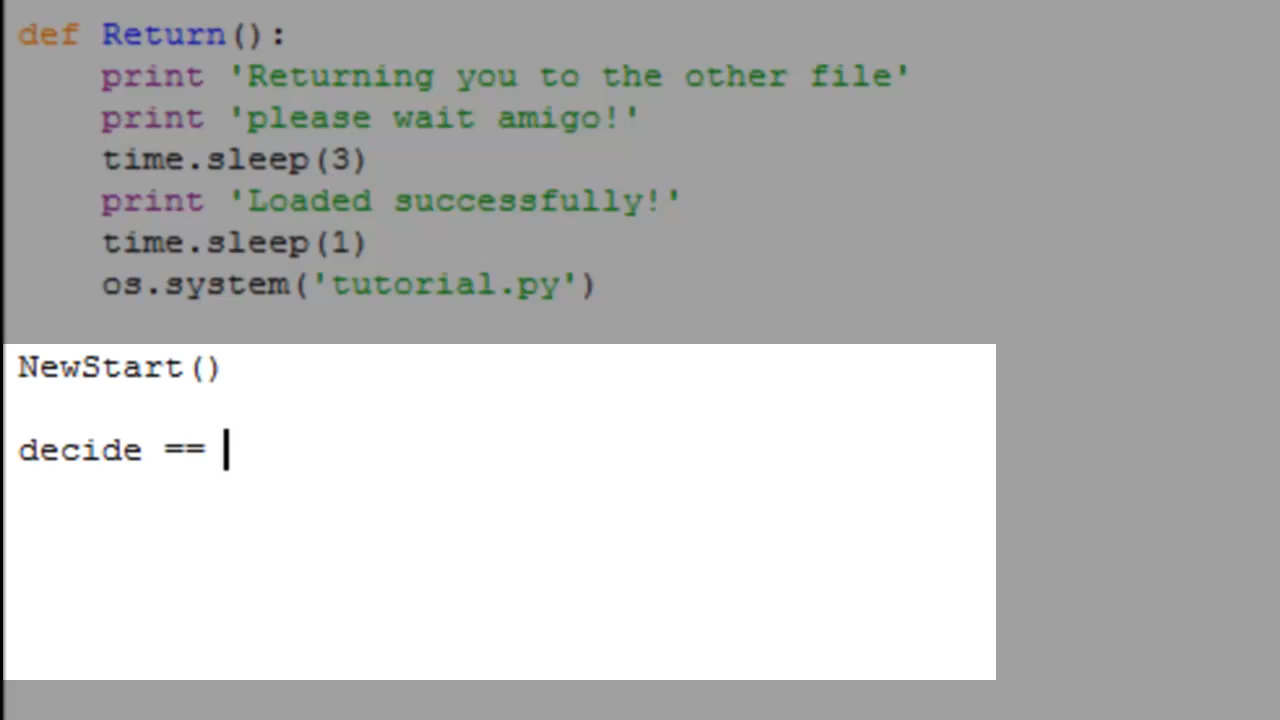 def Return():
    print 'Returning you to the other file'
    print 'please wait amigo!'
    time.sleep(3)
    print 'Loaded successfully!'
    time.sleep(1)
    os.system('tutorial.py')
NewStart()
decide ==